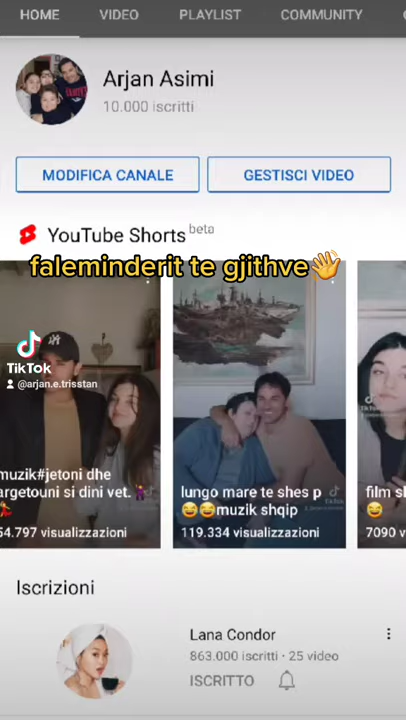 HOME VIDEO PLAYLIST COMMUNITY
Arjan Asimi
10.000 iscritti
MODIFICA CANALE GESTISCI VIDEO
YouTube Shorts beta
faleminderit te gjithve👋
TikTok
@arjan.e.trisstan
muzik#jetoni dhe
argetouni si dini vet.
54.797 visualizzazioni
lungo mare te shes p
😂😂muzik shqip
119.334 visualizzazioni
TikTok
film s
😂
7090 v
Iscrizioni
Lana Condor
863.000 iscritti · 25 video
ISCRITTO